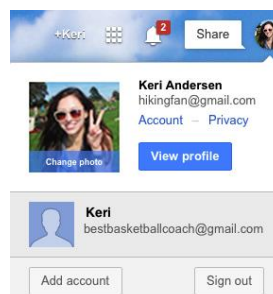 +Keri
2
Share
Keri Andersen
hikingfan@gmail.com
Account – Privacy
Change photo
View profile
Keri
bestbasketballcoach@gmail.com
Add account
Sign out